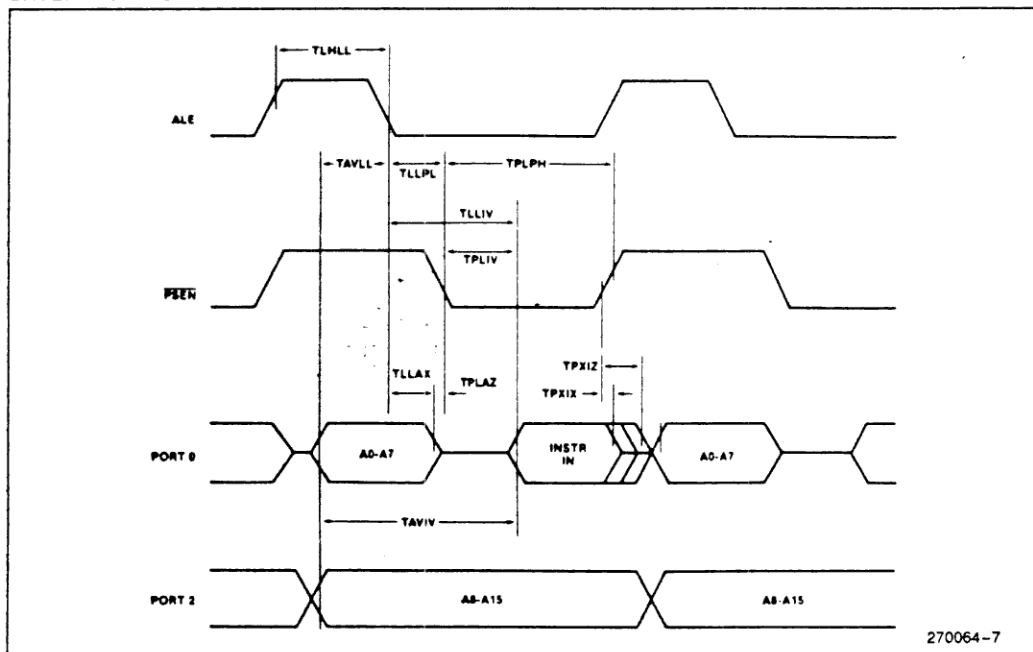 TLHLL
ALE
TAVLL
TLLPL
TPLPH
TLLIV
TPLIV
PSEN
TPXIZ
TLLAX
TPLAZ
TPXIX
PORT 0
A0-A7
INSTR
IN
A0-A7
TAVIV
PORT 2
A8-A15
A8-A15
270064-7